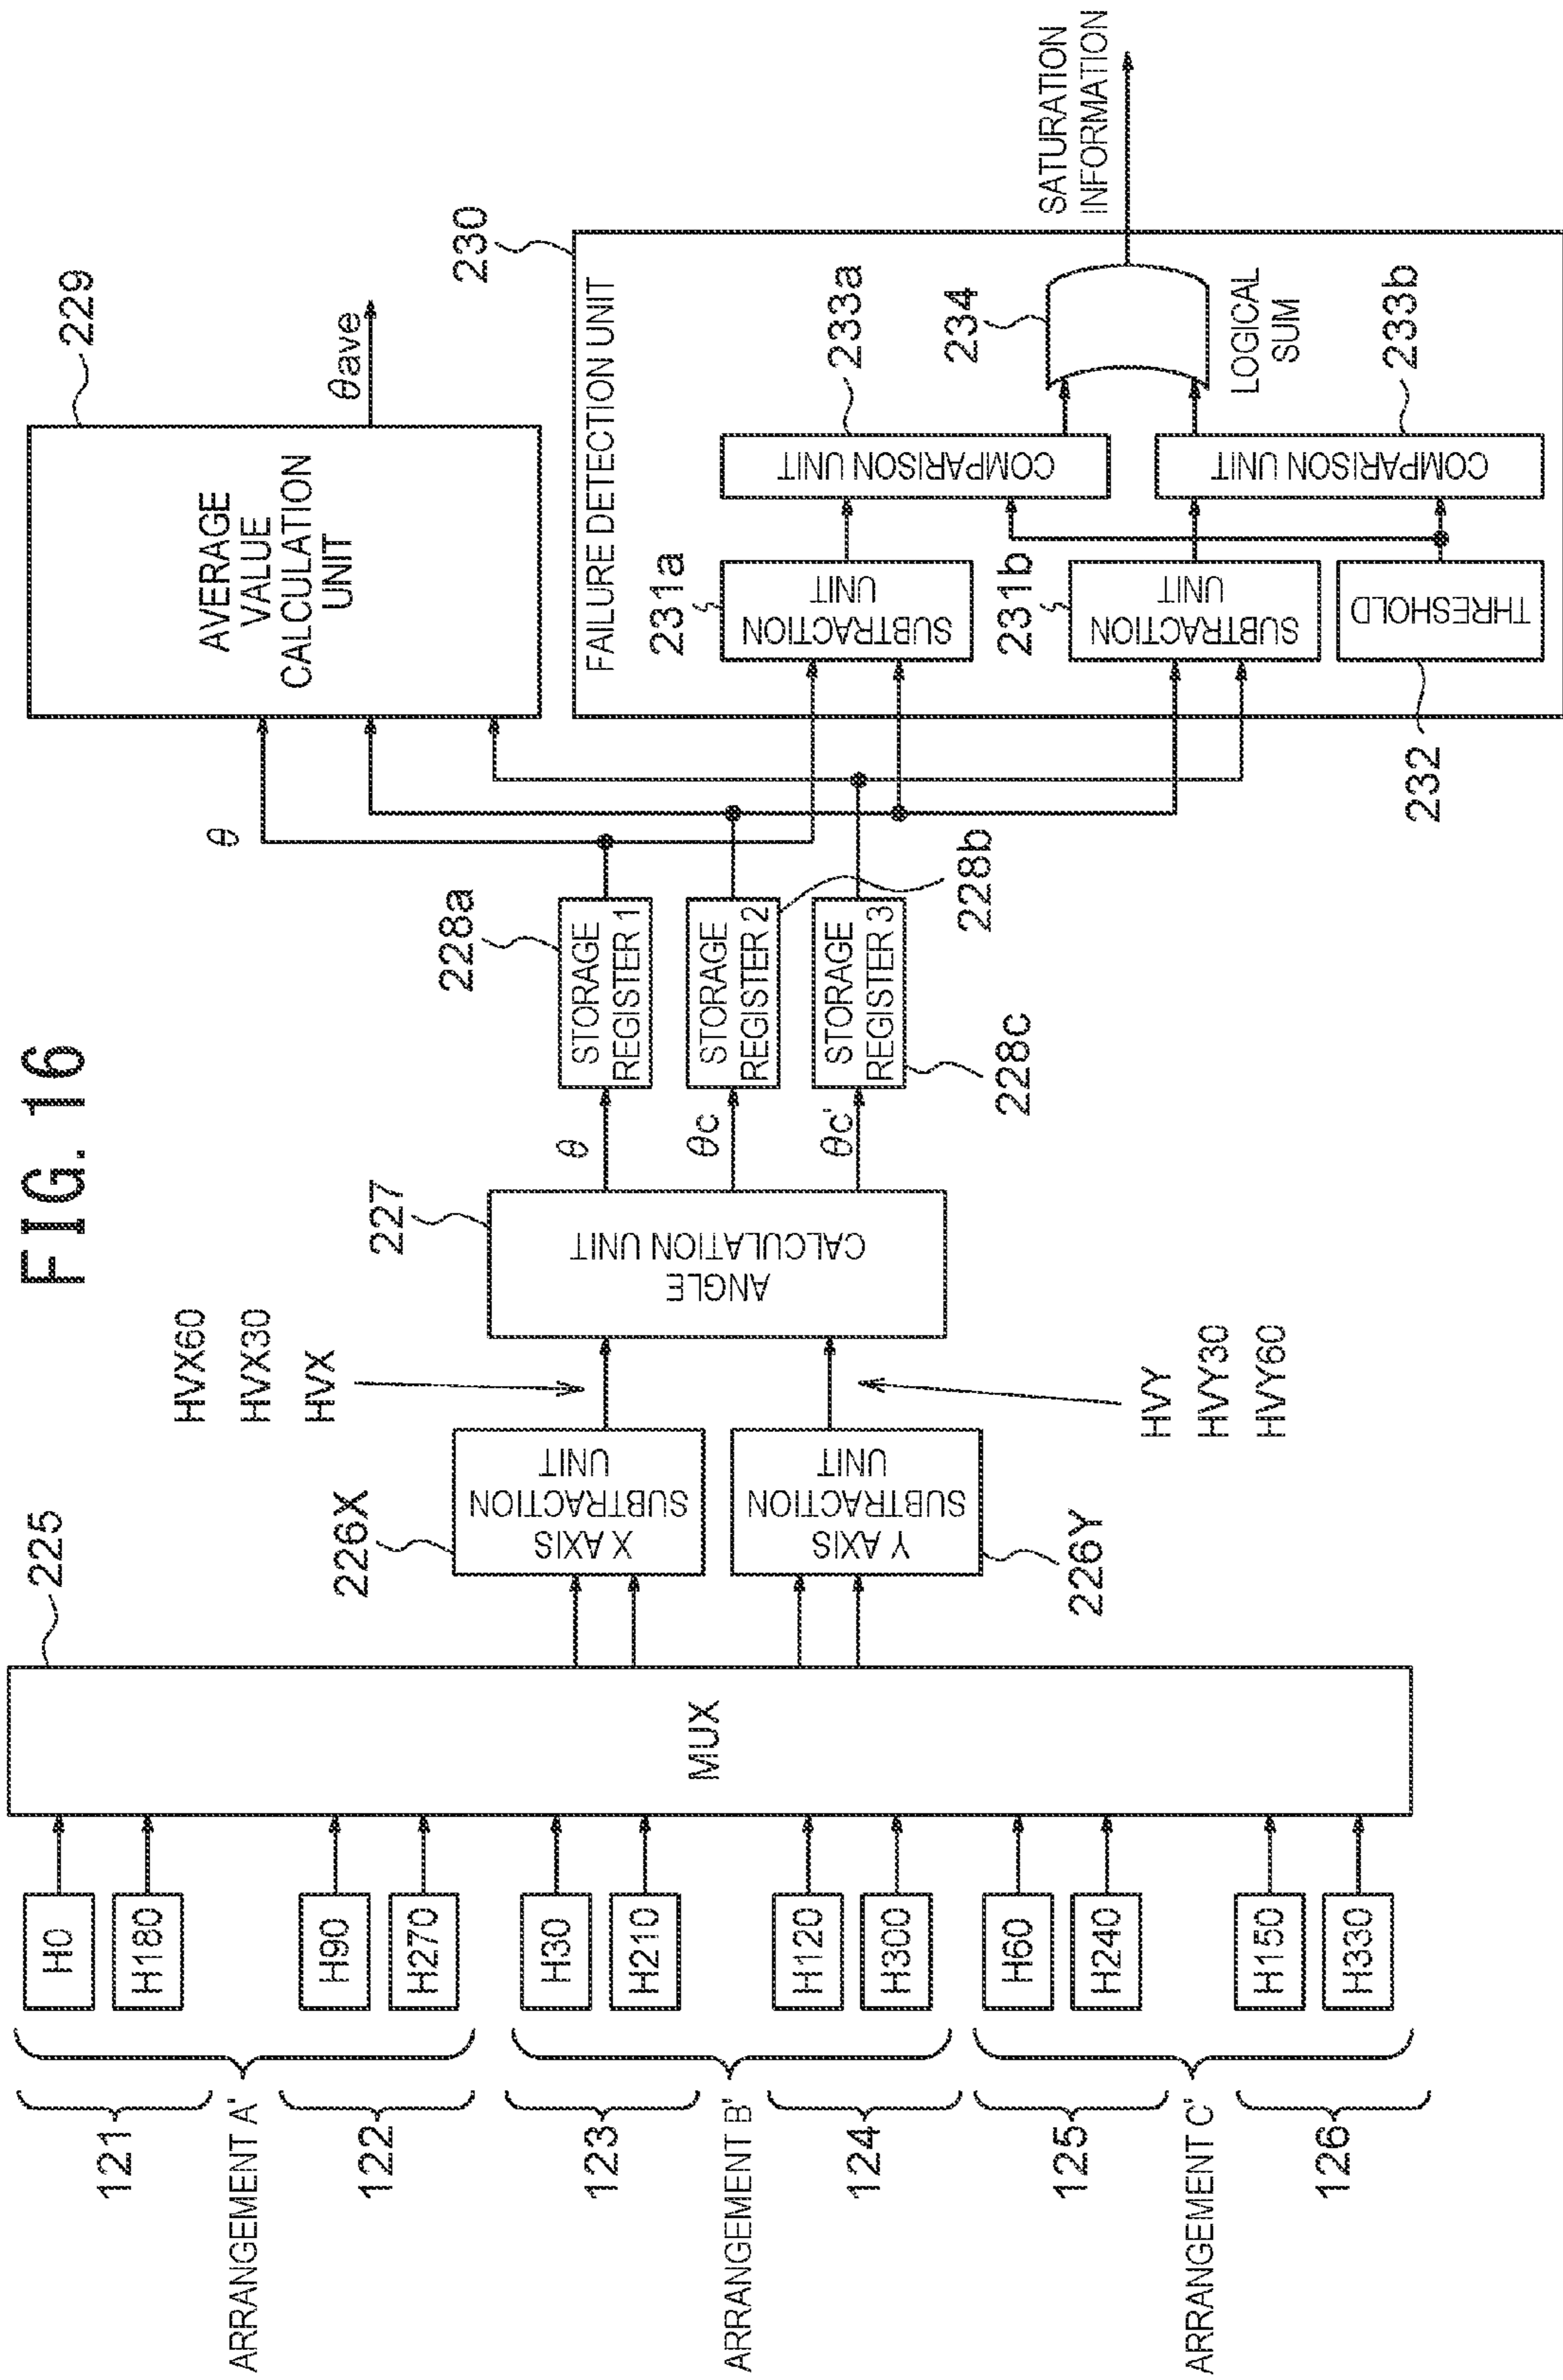 FIG. 16
121
ARRANGEMENT A'
122
123
ARRANGEMENT B'
124
125
ARRANGEMENT C'
126
H0
H180
H90
H270
H30
H210
H120
H300
H60
H240
H150
H330
225
MUX
226X
X AXIS
SUBTRACTION
UNIT
226Y
Y AXIS
SUBTRACTION
UNIT
HVX60
HVX30
HVX
HVY
HVY30
HVY60
227
ANGLE
CALCULATION UNIT
θ
θc
θc'
228a
STORAGE
REGISTER 1
STORAGE
REGISTER 2
228b
STORAGE
REGISTER 3
228c
θ
229
AVERAGE
VALUE
CALCULATION
UNIT
θave
230
FAILURE DETECTION UNIT
231a
SUBTRACTION
UNIT
231b
SUBTRACTION
UNIT
THRESHOLD
232
233a
COMPARISON UNIT
COMPARISON UNIT
233b
234
LOGICAL
SUM
SATURATION
INFORMATION